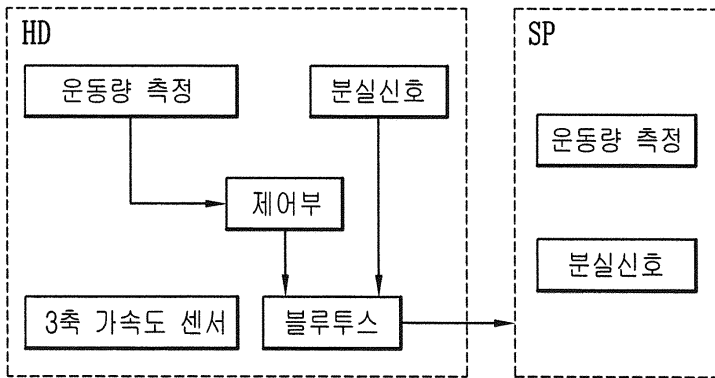 HD
운동량 측정
분실신호
제어부
3축 가속도 센서
블루투스
SP
운동량 측정
분실신호